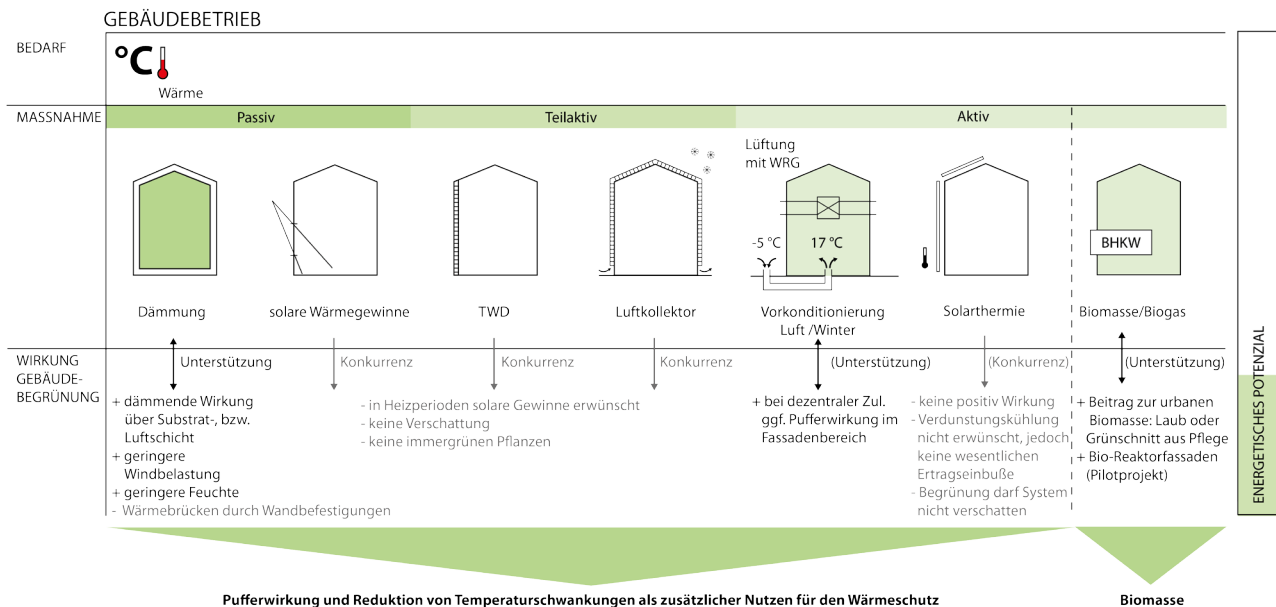 GEBÄUDEBETRIEB
BEDARF
°C
Wärme
MASSNAHME
Passiv
Teilaktiv
Aktiv
Lüftung
mit WRG
-5 °C
17 °C
BHKW
Dämmung
solare Wärmegewinne
TWD
Luftkollektor
Vorkonditionierung
Luft /Winter
Solarthermie
Biomasse/Biogas
WIRKUNG
GEBÄUDE-
BEGRÜNUNG
Unterstützung
Konkurrenz
Konkurrenz
Konkurrenz
(Unterstützung)
(Konkurrenz)
(Unterstützung)
+ dämmende Wirkung
über Substrat-, bzw.
Luftschicht
+ geringere
Windbelastung
+ geringere Feuchte
- Wärmebrücken durch Wandbefestigungen
- in Heizperioden solare Gewinne erwünscht
- keine Verschattung
- keine immergrünen Pflanzen
+ bei dezentraler Zul.
ggf. Pufferwirkung im
Fassadenbereich
- keine positiv Wirkung
- Verdunstungskühlung
nicht erwünscht, jedoch
keine wesentlichen
Ertragseinbuße
- Begrünung darf System
nicht verschatten
+ Beitrag zur urbanen
Biomasse: Laub oder
Grünschnitt aus Pflege
+ Bio-Reaktorfassaden
(Pilotprojekt)
ENERGETISCHES POTENZIAL
Pufferwirkung und Reduktion von Temperaturschwankungen als zusätzlicher Nutzen für den Wärmeschutz
Biomasse